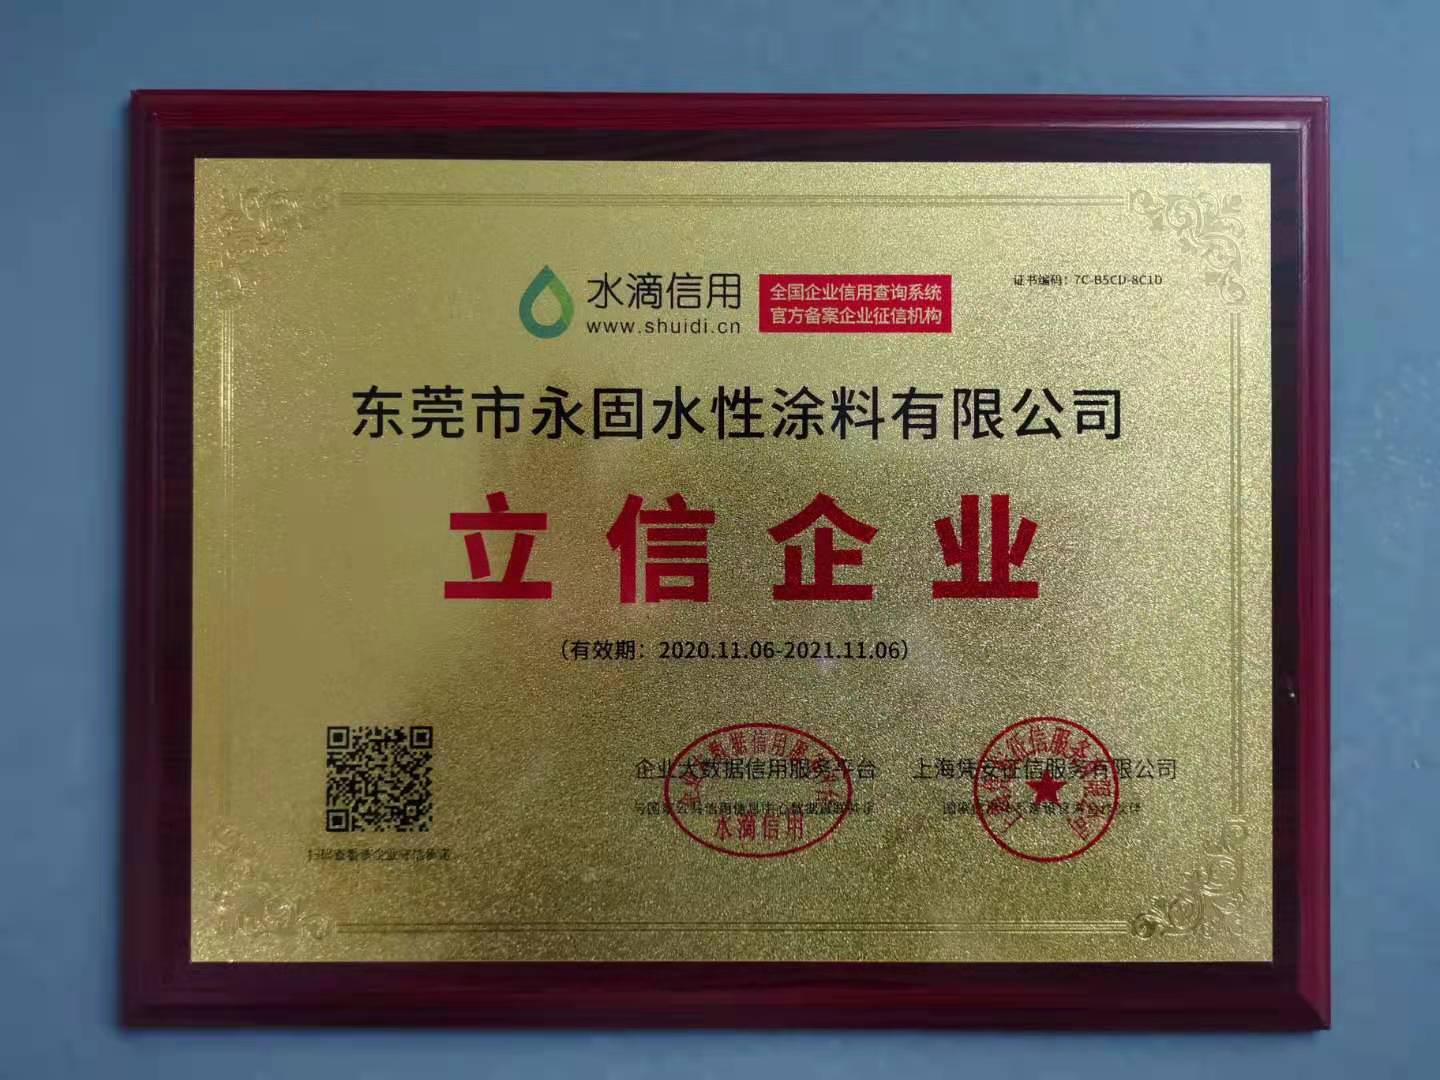 水滴信用
www.shuidi.cn
全国企业信用查询系统
官方备案企业征信机构
证书编码：7C-B5CD-8C1D
东莞市永固水性涂料有限公司
立信企业
（有效期：2020.11.06-2021.11.06）
企业大数据信用服务平台
水滴信用
上海凭安征信服务有限公司